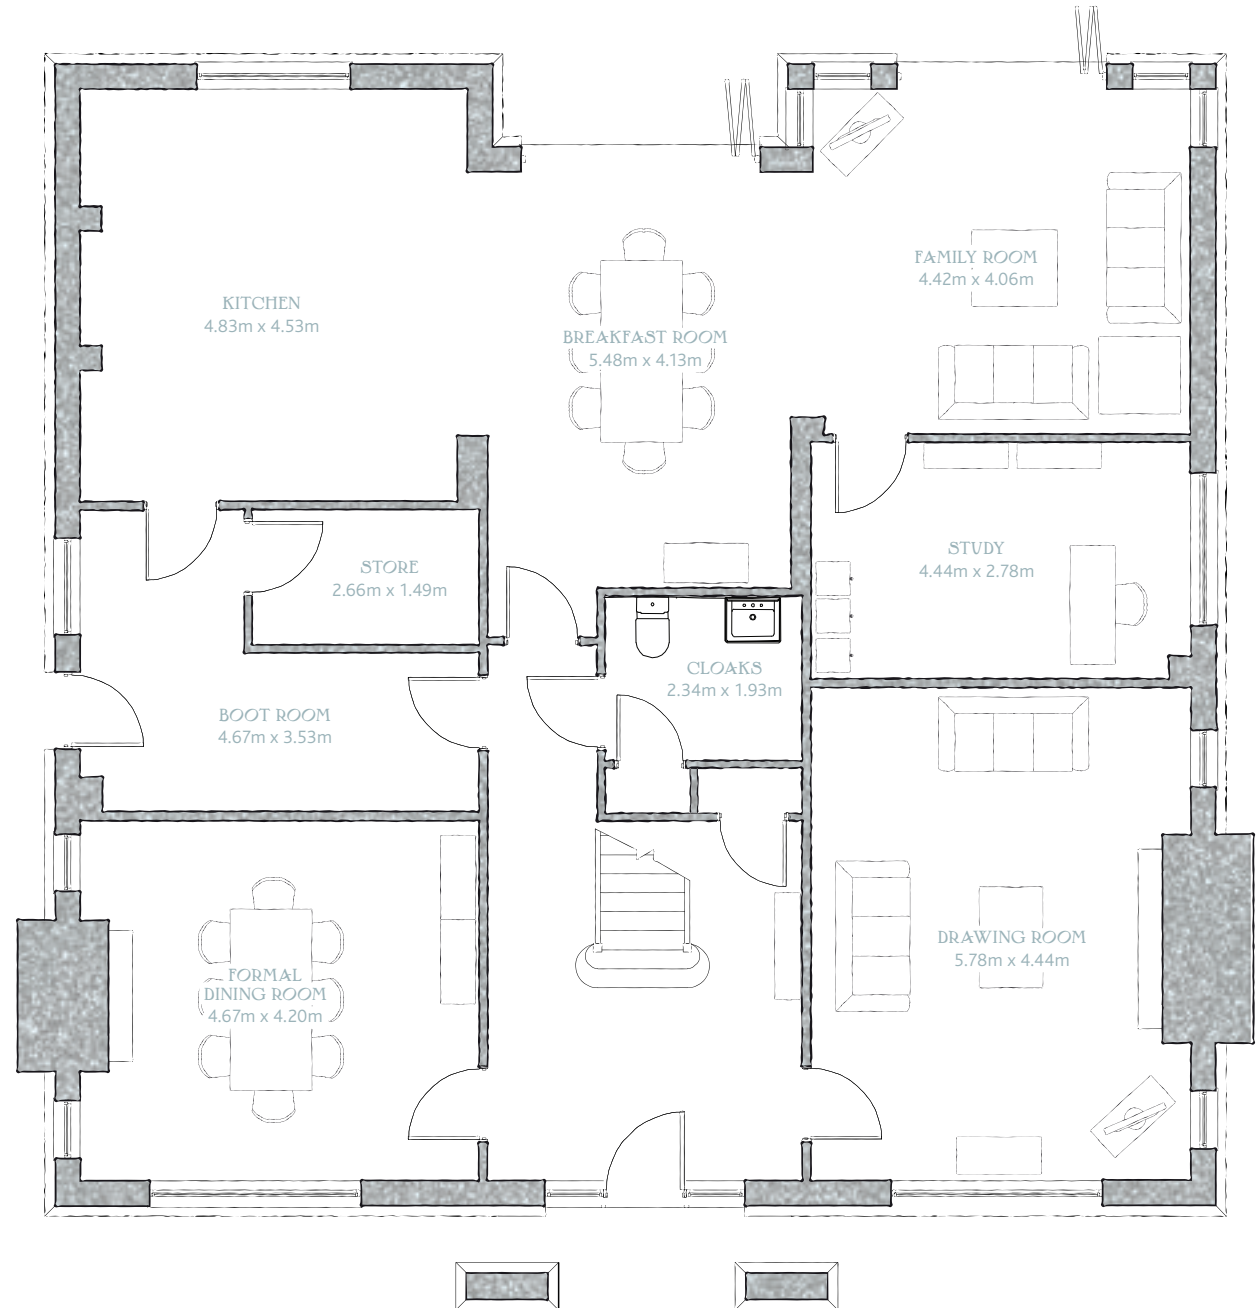 KITCHEN
4.83m x 4.53m
BREAKFAST ROOM
5.48m x 4.13m
FAMILY ROOM
4.42m x 4.06m
STORE
2.66m x 1.49m
STUDY
4.44m x 2.78m
CLOAKS
2.34m x 1.93m
BOOT ROOM
4.67m x 3.53m
FORMAL
DINING ROOM
4.67m x 4.20m
DRAWING ROOM
5.78m x 4.44m